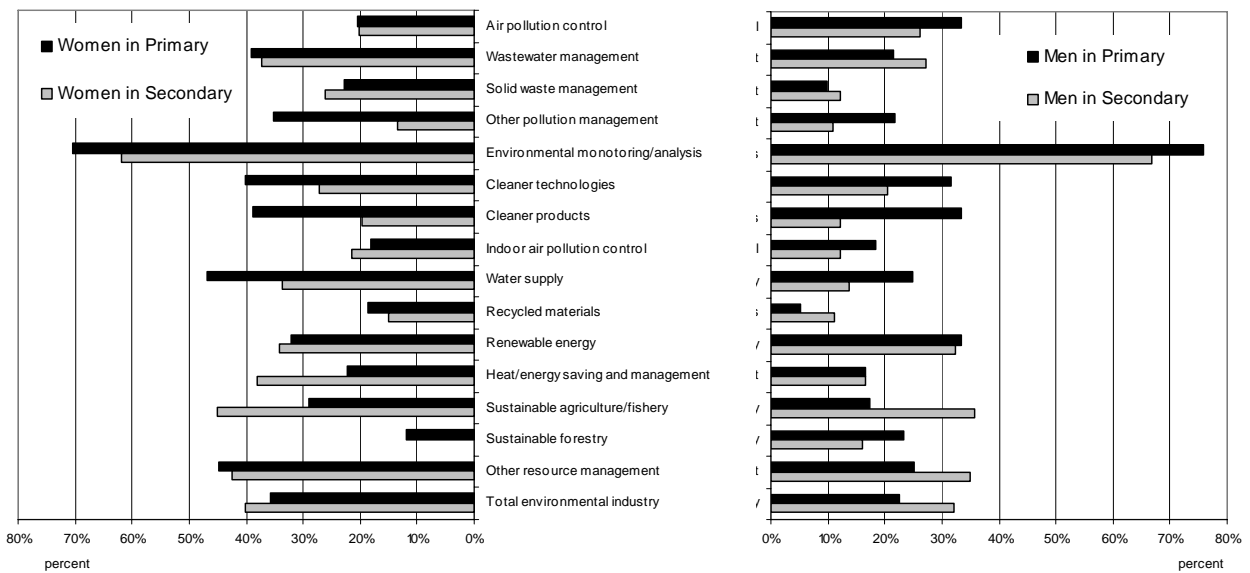 Women in Primary
Women in Secondary
Air pollution control
Wastewater management
Solid waste management
Other pollution management
Environmental monotoring/analysis
Cleaner technologies
Cleaner products
Indoor air pollution control
Water supply
Recycled materials
Renewable energy
Heat/energy saving and management
Sustainable agriculture/fishery
Sustainable forestry
Other resource management
Total environmental industry
80% 70% 60% 50% 40% 30% 20% 10% 0%
percent
Men in Primary
Men in Secondary
l
t
t
t
s
s
l
y
s
y
t
y
y
t
y
0% 10% 20% 30% 40% 50% 60% 70% 80%
percent